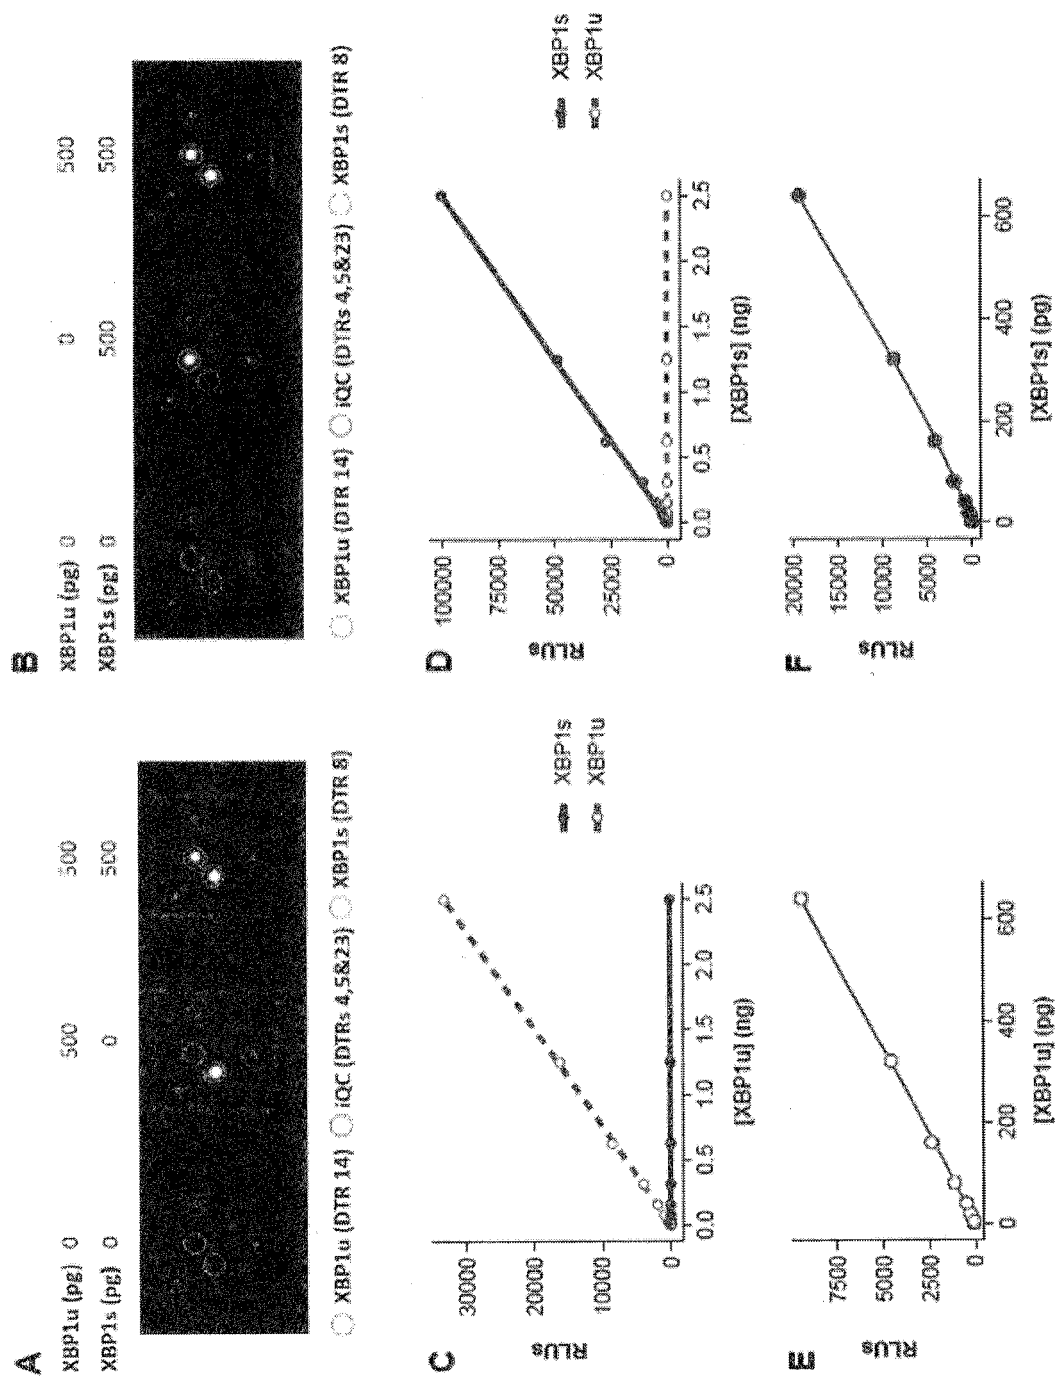 A
XBP1u (pg) 0 500 500
XBP1s (pg) 0 0 500
XBP1u (DTR 14) iQC (DTRs 4,5&23) XBP1s (DTR 8)
B
XBP1u (pg) 0 0 500
XBP1s (pg) 0 500 500
XBP1u (DTR 14) iQC (DTRs 4,5&23) XBP1s (DTR 8)
C
RLUs
30000
20000
10000
0
0.0 0.5 1.0 1.5 2.0 2.5
[XBP1u] (ng)
XBP1s
XBP1u
D
RLUs
100000
75000
50000
25000
0
0.0 0.5 1.0 1.5 2.0 2.5
[XBP1s] (ng)
XBP1s
XBP1u
E
RLUs
7500
5000
2500
0
0 200 400 600
[XBP1u] (pg)
F
RLUs
20000
15000
10000
5000
0
0 200 400 600
[XBP1s] (pg)